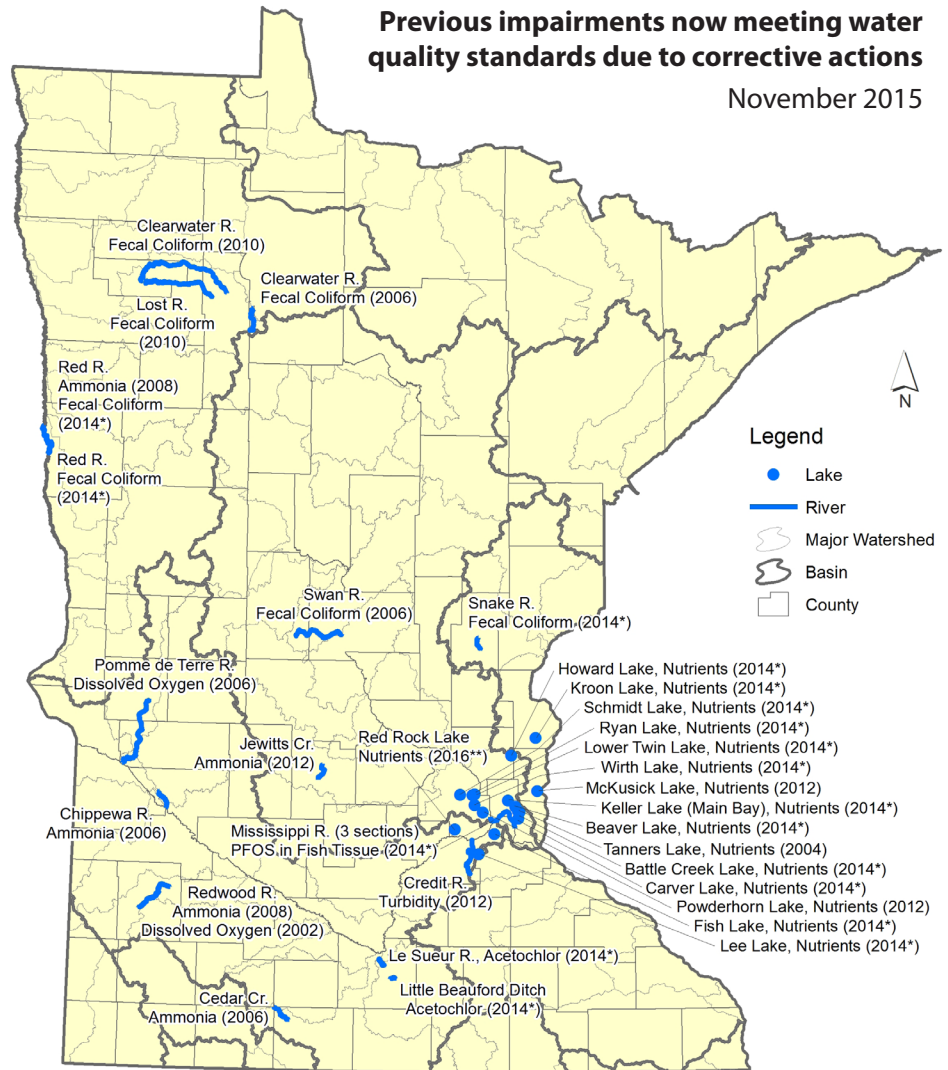 Previous impairments now meeting water
quality standards due to corrective actions
November 2015
Clearwater R.
Fecal Coliform (2010)
Clearwater R.
Fecal Coliform (2006)
Lost R.
Fecal Coliform
(2010)
Red R.
Ammonia (2008)
Fecal Coliform
(2014*)
Red R.
Fecal Coliform
(2014*)
N
Legend
Lake
River
Major Watershed
Basin
County
Swan R.
Fecal Coliform (2006)
Snake R.
Fecal Coliform (2014*)
Pomme de Terre R.
Dissolved Oxygen (2006)
Jewitts Cr.
Ammonia (2012)
Red Rock Lake
Nutrients (2016**)
Howard Lake, Nutrients (2014*)
Kroon Lake, Nutrients (2014*)
Schmidt Lake, Nutrients (2014*)
Ryan Lake, Nutrients (2014*)
Lower Twin Lake, Nutrients (2014*)
Wirth Lake, Nutrients (2014*)
McKusick Lake, Nutrients (2012)
Keller Lake (Main Bay), Nutrients (2014*)
Beaver Lake, Nutrients (2014*)
Tanners Lake, Nutrients (2004)
Battle Creek Lake, Nutrients (2014*)
Carver Lake, Nutrients (2014*)
Powderhorn Lake, Nutrients (2012)
Fish Lake, Nutrients (2014*)
Lee Lake, Nutrients (2014*)
Chippewa R.
Ammonia (2006)
Mississippi R. (3 sections)
PFOS in Fish Tissue (2014*)
Credit R.
Turbidity (2012)
Redwood R.
Ammonia (2008)
Dissolved Oxygen (2002)
Le Sueur R., Acetochlor (2014*)
Little Beauford Ditch
Acetochlor (2014*)
Cedar Cr.
Ammonia (2006)